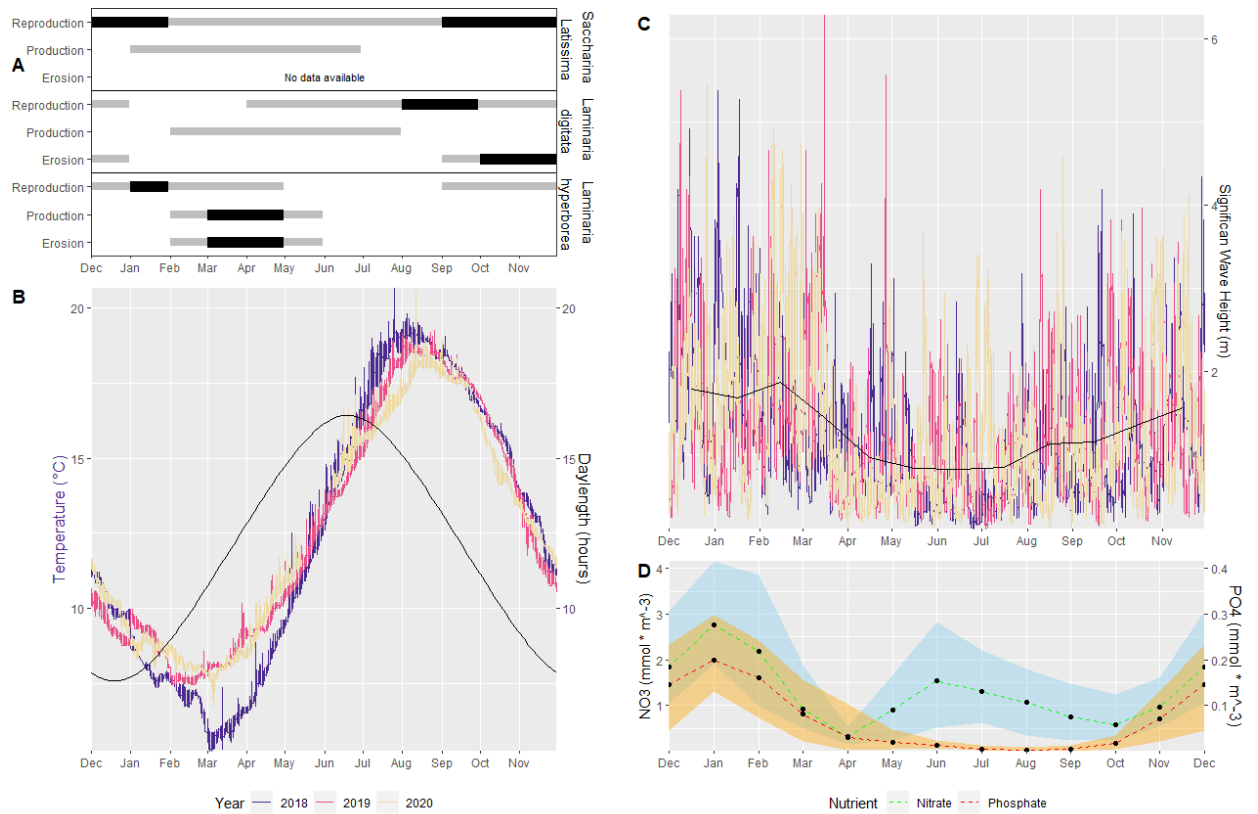 A
Reproduction
Production
Erosion
No data available
Saccharina
Latissima
Reproduction
Production
Erosion
Laminaria
digitata
Reproduction
Production
Erosion
Laminaria
hyperborea
Dec Jan Feb Mar Apr May Jun Jul Aug Sep Oct Nov
B
20
15
10
Temperature (°C)
20
15
10
Daylength (hours)
Dec Jan Feb Mar Apr May Jun Jul Aug Sep Oct Nov
Year 2018 2019 2020
C
6
4
2
Significan Wave Height (m)
Dec Jan Feb Mar Apr May Jun Jul Aug Sep Oct Nov
D
4
3
2
1
NO3 (mmol * m^-3)
0.4
0.3
0.2
0.1
PO4 (mmol * m^-3)
Dec Jan Feb Mar Apr May Jun Jul Aug Sep Oct Nov Dec
Nutrient Nitrate Phosphate